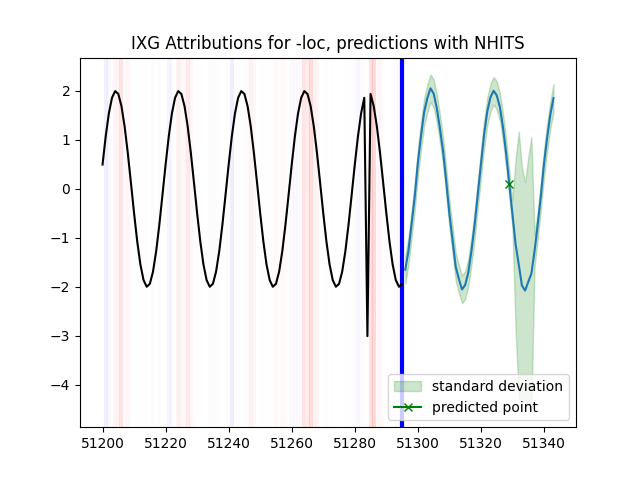 IXG Attributions for -loc, predictions with NHITS
2
1
0
−1
−2
−3
−4
standard deviation
predicted point
51200 51220 51240 51260 51280 51300 51320 51340